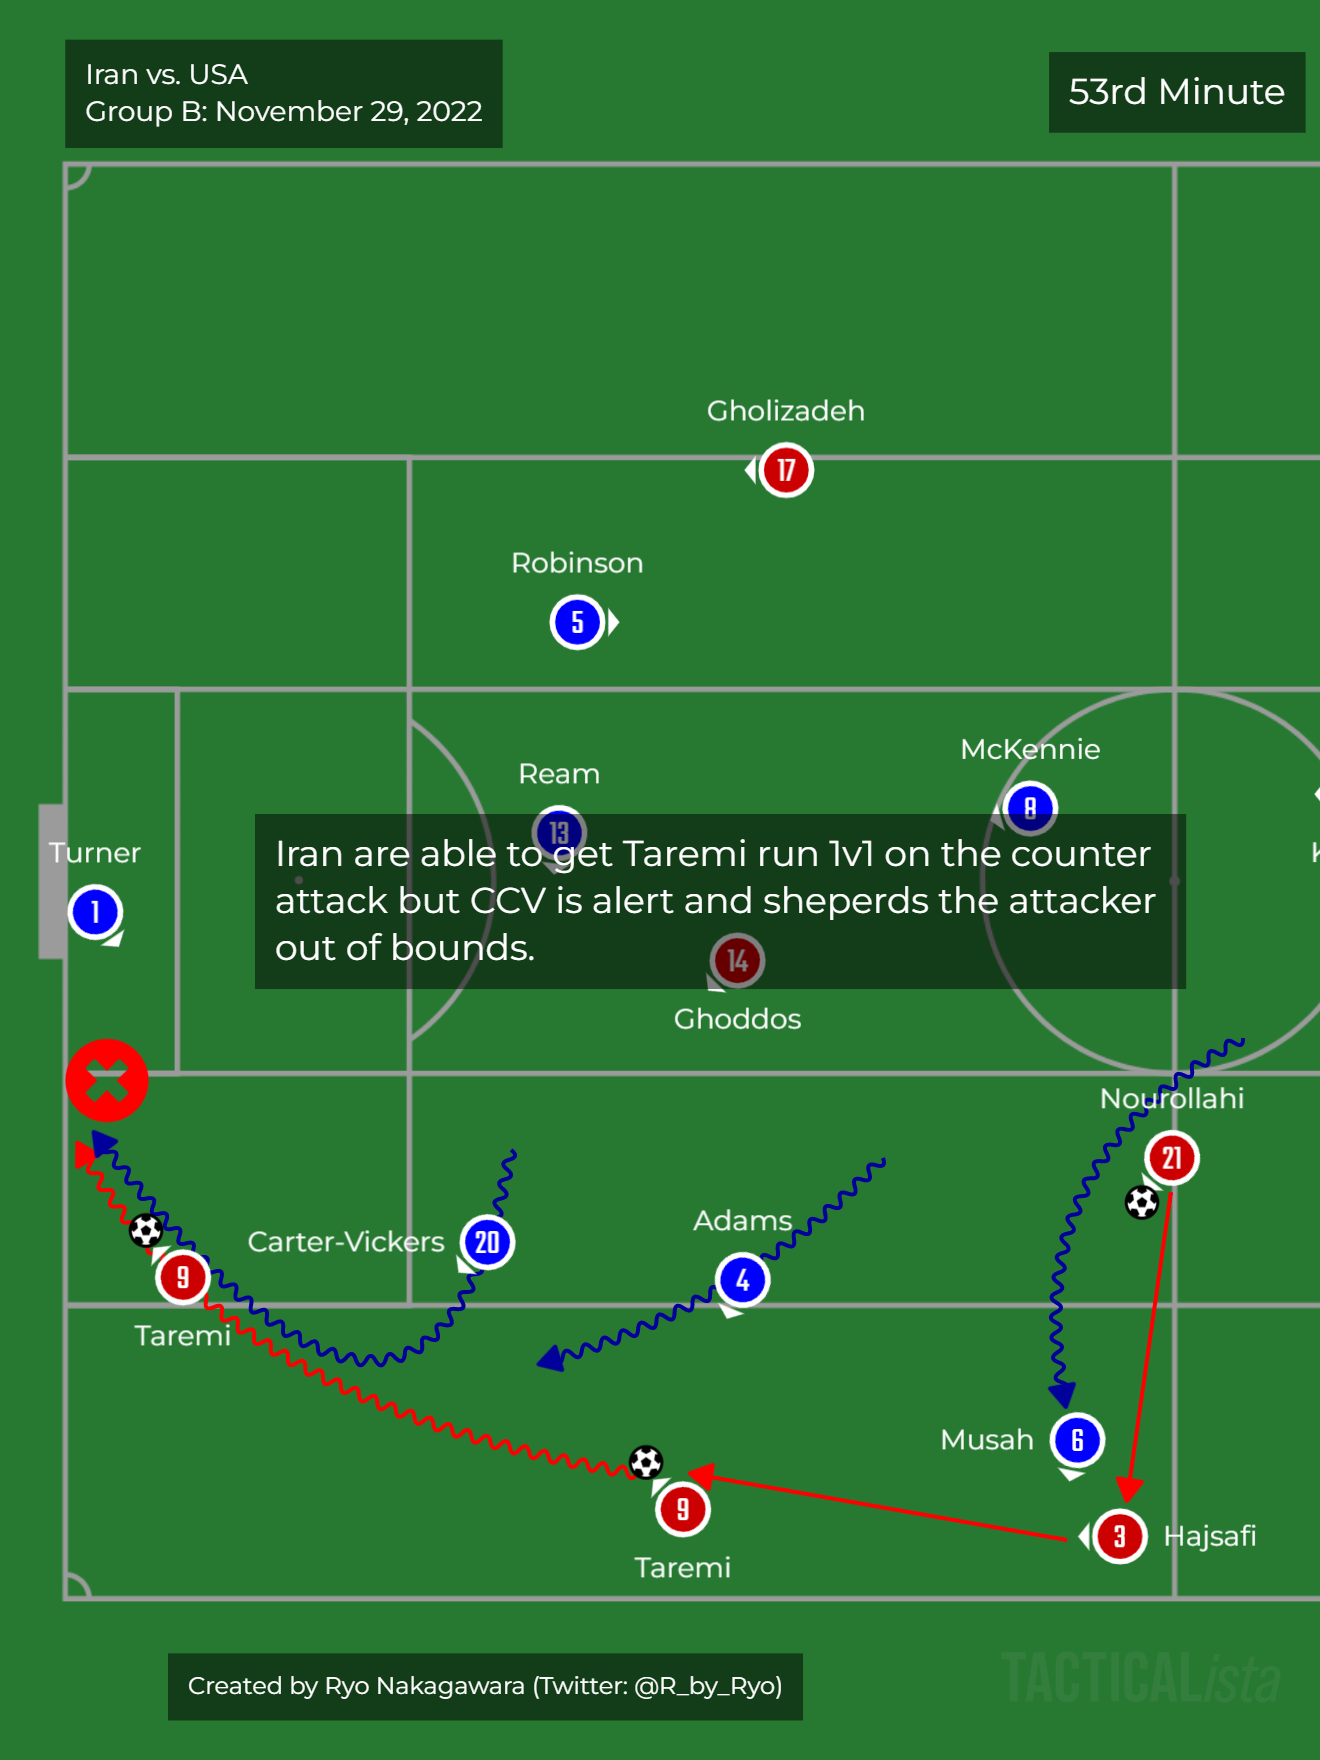 Iran vs. USA
Group B: November 29, 2022
53rd Minute
Gholizadeh
17
Robinson
5
McKennie
8
Ream
13
Turner
1
Iran are able to get Taremi run 1v1 on the counter
attack but CCV is alert and sheperds the attacker
out of bounds.
14
Ghoddos
Nourollahi
21
Carter-Vickers
20
Adams
4
9
Taremi
Musah
6
9
Taremi
3
Hajsafi
Created by Ryo Nakagawara (Twitter: @R_by_Ryo)
TACTICALista